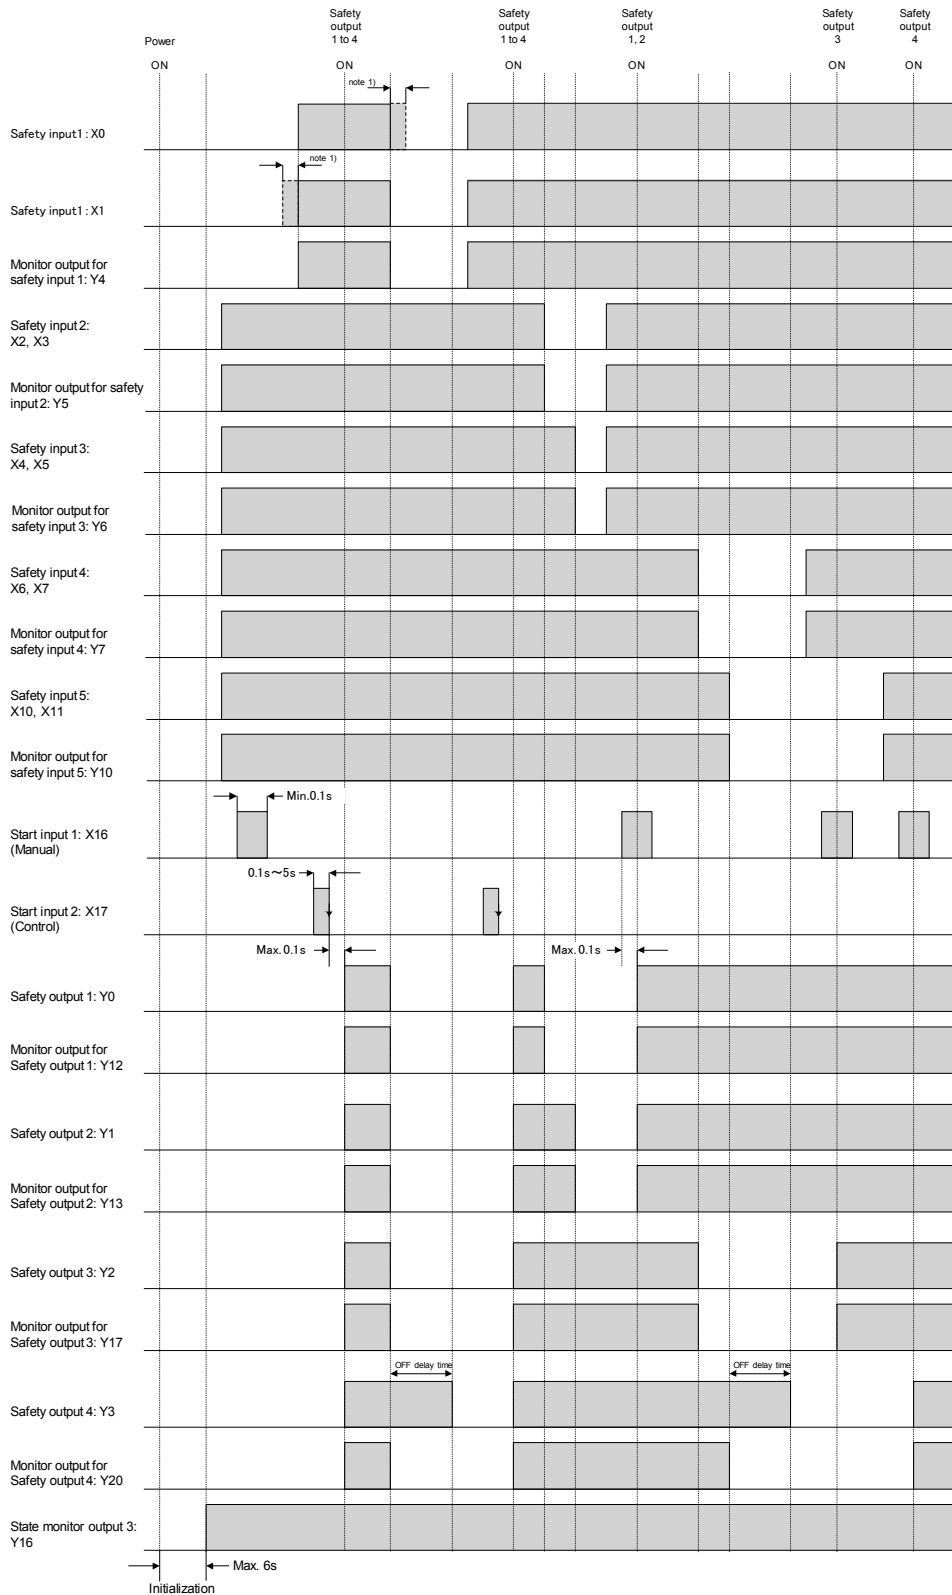 Safety
output
1 to 4
Safety
output
1 to 4
Safety
output
1, 2
Safety
output
3
Safety
output
4
Power
ON
ON
ON
ON
ON
ON
note 1)
Safety input1 : X0
note 1)
Safety input1 : X1
Monitor output for
safety input 1: Y4
Safety input 2:
X2, X3
Monitor output for safety
input 2: Y5
Safety input 3:
X4, X5
Monitor output for
safety input 3: Y6
Safety input 4:
X6, X7
Monitor output for
safety input 4: Y7
Safety input 5:
X10, X11
Monitor output for
safety input 5: Y10
Min.0.1s
Start input 1: X16
(Manual)
0.1s～5s
Start input 2: X17
(Control)
Max. 0.1s
Max. 0.1s
Safety output 1: Y0
Monitor output for
Safety output 1: Y12
Safety output 2: Y1
Monitor output for
Safety output 2: Y13
Safety output 3: Y2
Monitor output for
Safety output 3: Y17
OFF delay time
OFF delay time
Safety output 4: Y3
Monitor output for
Safety output 4: Y20
State monitor output 3:
Y16
Max. 6s
Initialization